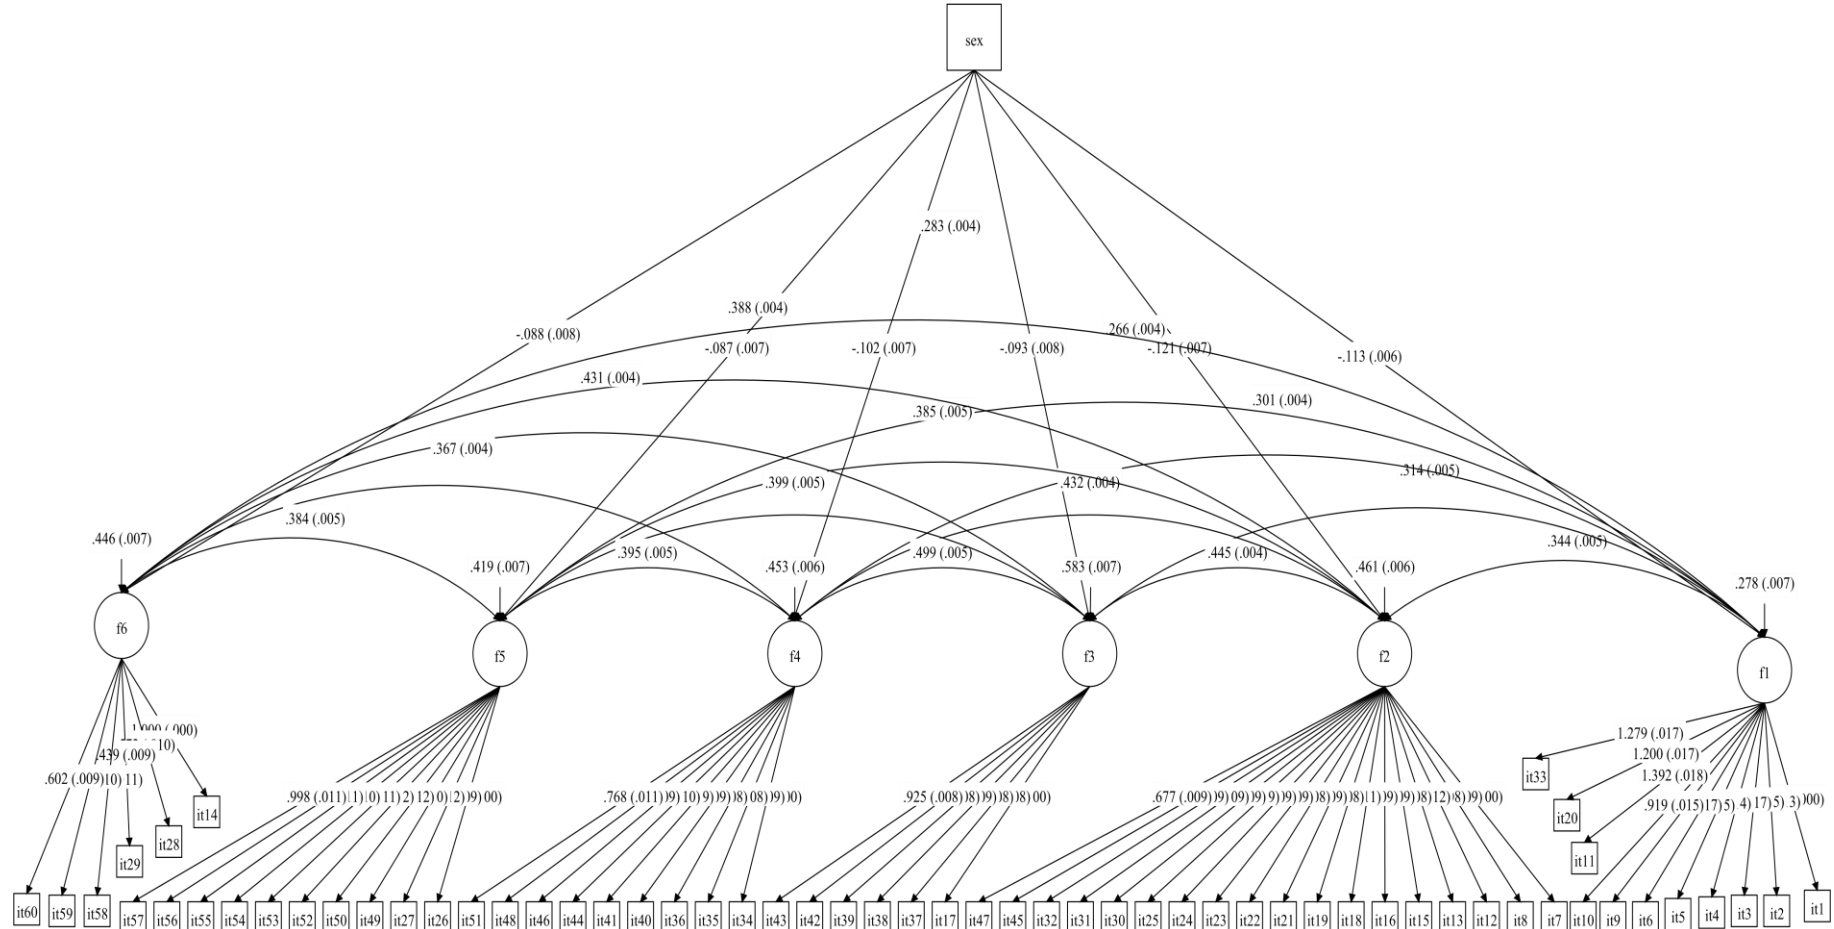 sex
.283 (.004)
.388 (.004)
-.088 (.008)
-.087 (.007)
-.102 (.007)
-.093 (.008)
.266 (.004)
-.121 (.007)
-.113 (.006)
.431 (.004)
.385 (.005)
.301 (.004)
.367 (.004)
.399 (.005)
.432 (.004)
.314 (.005)
.384 (.005)
.395 (.005)
.499 (.005)
.445 (.004)
.344 (.005)
.446 (.007)
.419 (.007)
.453 (.006)
.583 (.007)
.461 (.006)
.278 (.007)
f6
f5
f4
f3
f2
f1
1.000 (.000)
.439 (.009)
.602 (.009)
.998 (.011)
.768 (.011)
.925 (.008)
.677 (.009)
1.279 (.017)
1.200 (.017)
1.392 (.018)
.919 (.015)
it33
it20
it11
it14
it28
it29
it60 it59 it58 it57 it56 it55 it54 it53 it52 it50 it49 it27 it26 it51 it48 it46 it44 it41 it40 it36 it35 it34 it43 it42 it39 it38 it37 it17 it47 it45 it32 it31 it30 it25 it24 it23 it22 it21 it19 it18 it16 it15 it13 it12 it8 it7 it10 it9 it6 it5 it4 it3 it2 it1